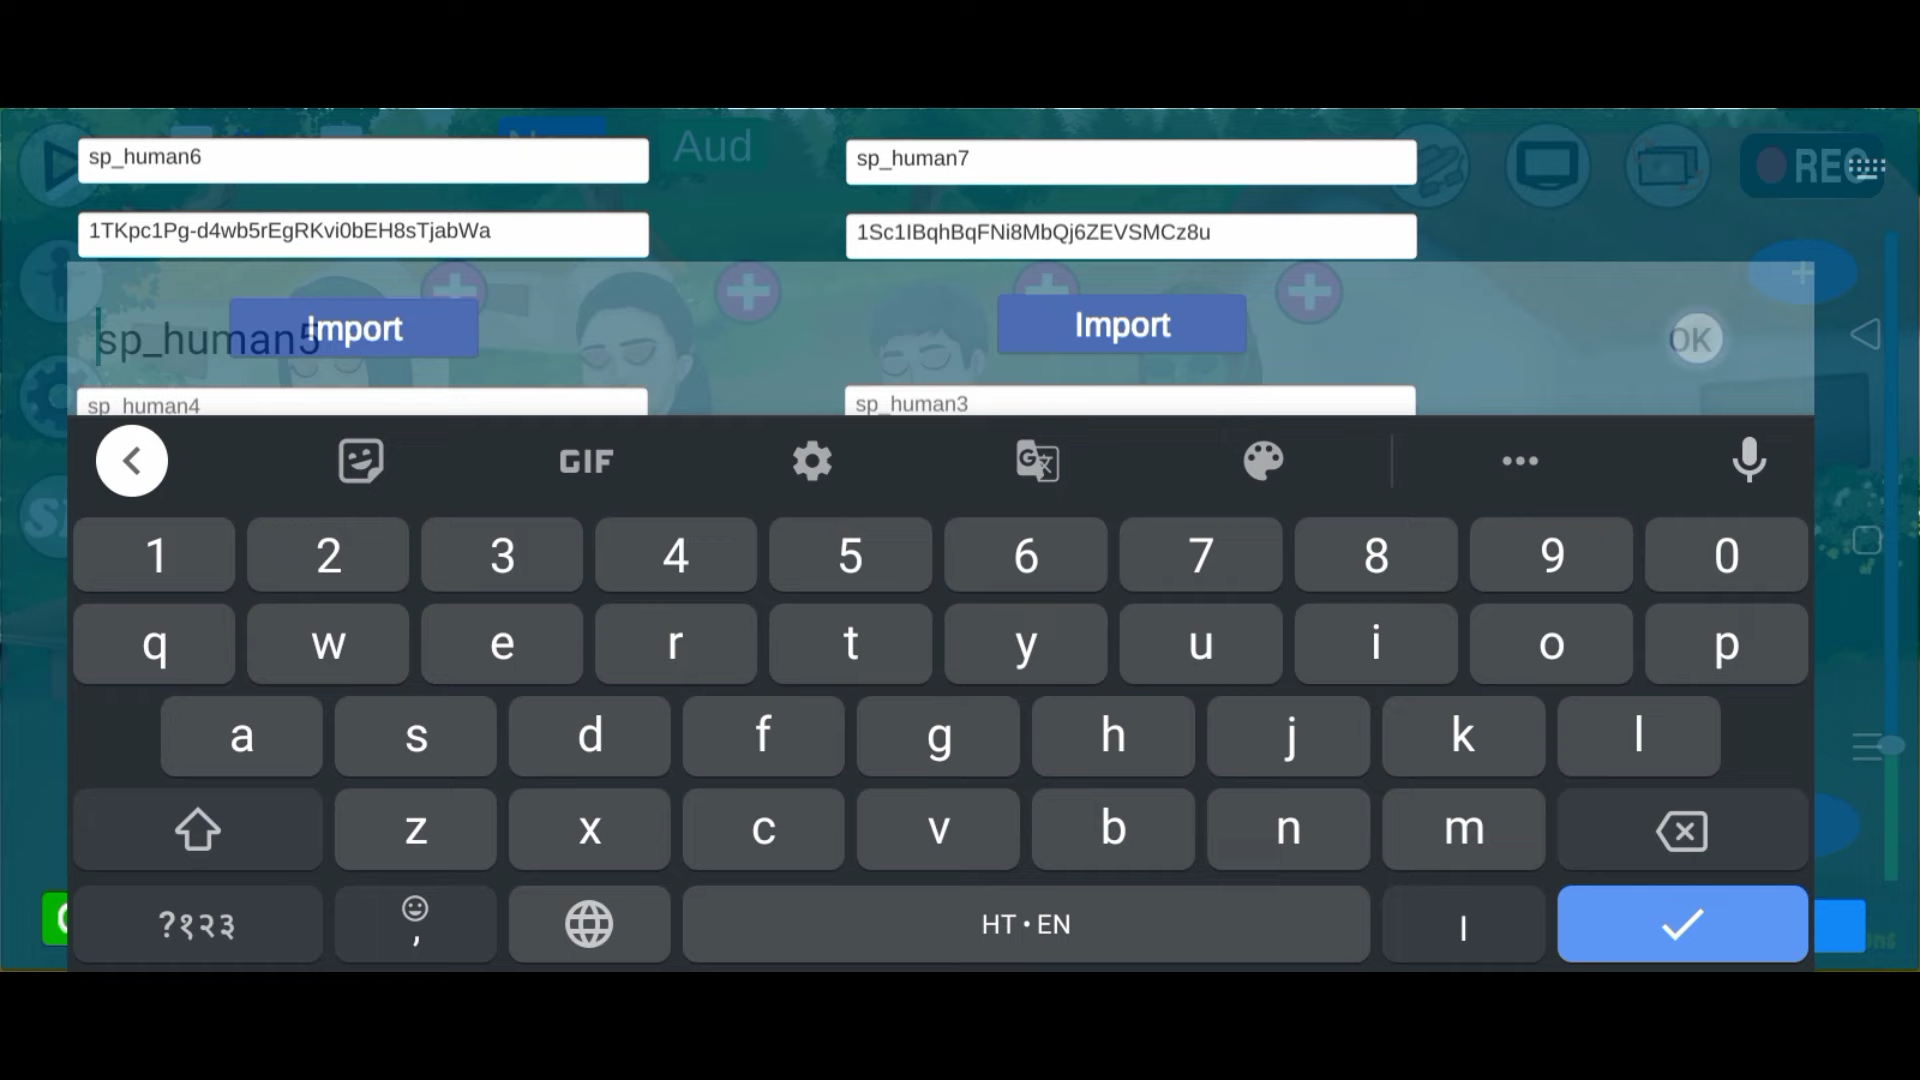 Aud
sp_human6
sp_human7
REC
1TKpc1Pg-d4wb5rEgRKvi0bEH8sTjabWa
1Sc1IBqhBqFNi8MbQj6ZEVSMCz8u
sp_human5
Import
Import
OK
sp_human4
sp_human3
GIF
1 2 3 4 5 6 7 8 9 0
q w e r t y u i o p
a s d f g h j k l
z x c v b n m
?१२३ , HT • EN ।